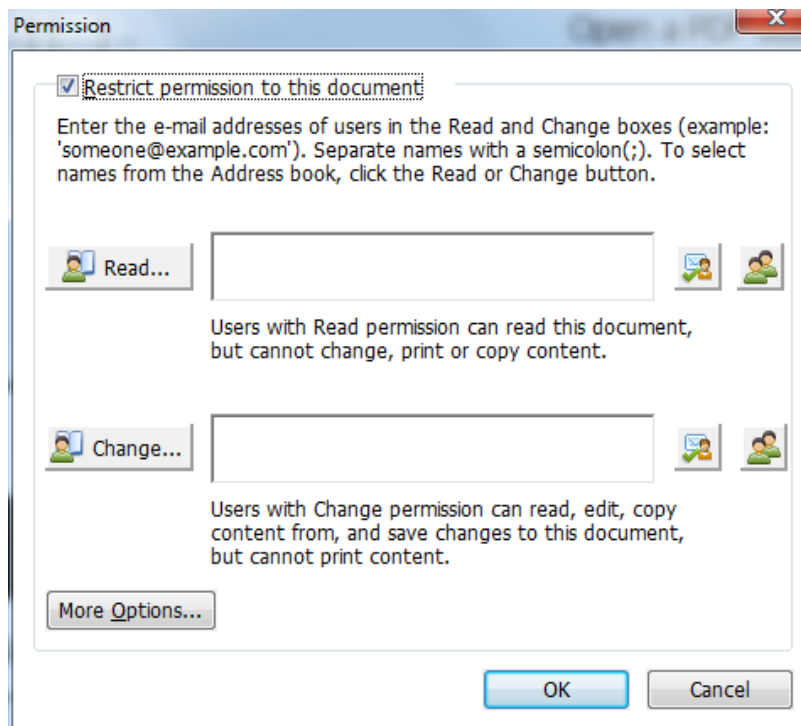 Permission
Open a PDF
Restrict permission to this document
Enter the e-mail addresses of users in the Read and Change boxes (example:
'someone@example.com'). Separate names with a semicolon(;). To select
names from the Address book, click the Read or Change button.
Read...
Users with Read permission can read this document,
but cannot change, print or copy content.
Change...
Users with Change permission can read, edit, copy
content from, and save changes to this document,
but cannot print content.
More Options...
OK
Cancel